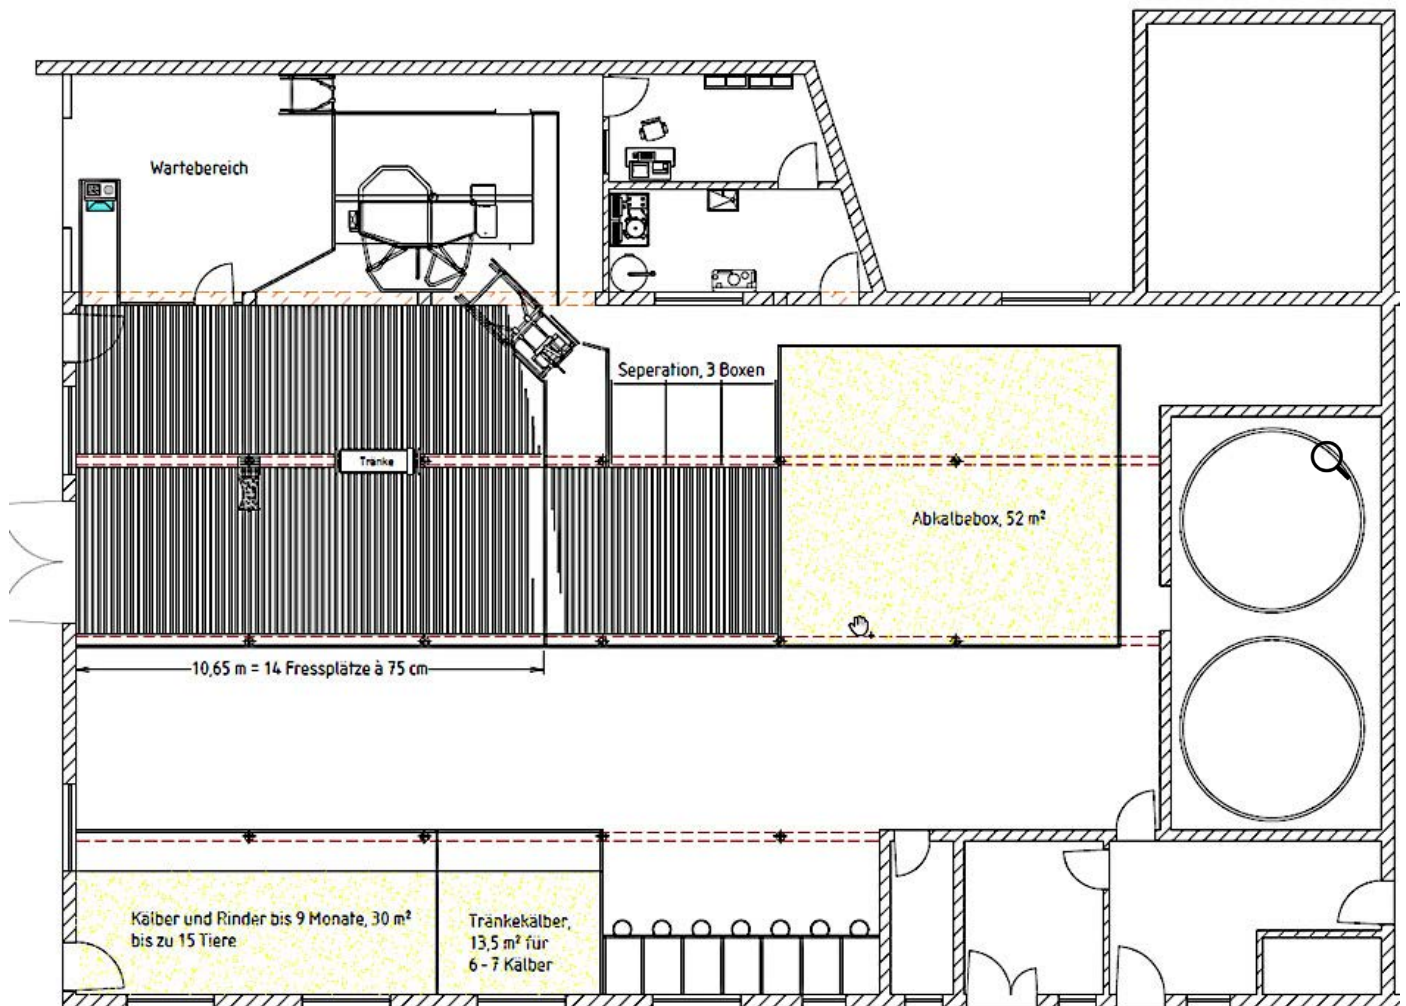 Wartebereich
Seperation, 3 Boxen
Tränke
Abkalbebox, 52 m²
10,65 m = 14 Fressplätze à 75 cm
Kälber und Rinder bis 9 Monate, 30 m²
bis zu 15 Tiere
Tränkekälber,
13,5 m² für
6 - 7 Kälber